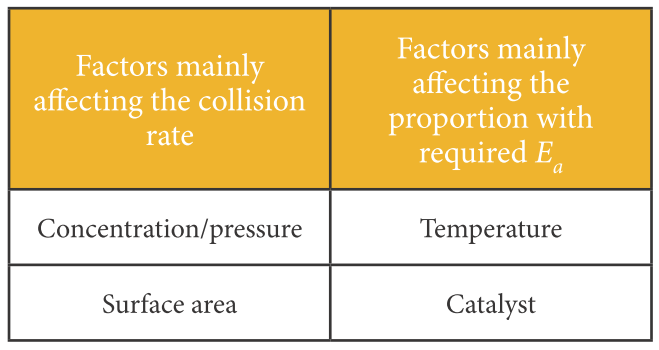 Factors mainly
affecting the collision
rate
Factors mainly
affecting the
proportion with
required Eₐ
Concentration/pressure
Temperature
Surface area
Catalyst